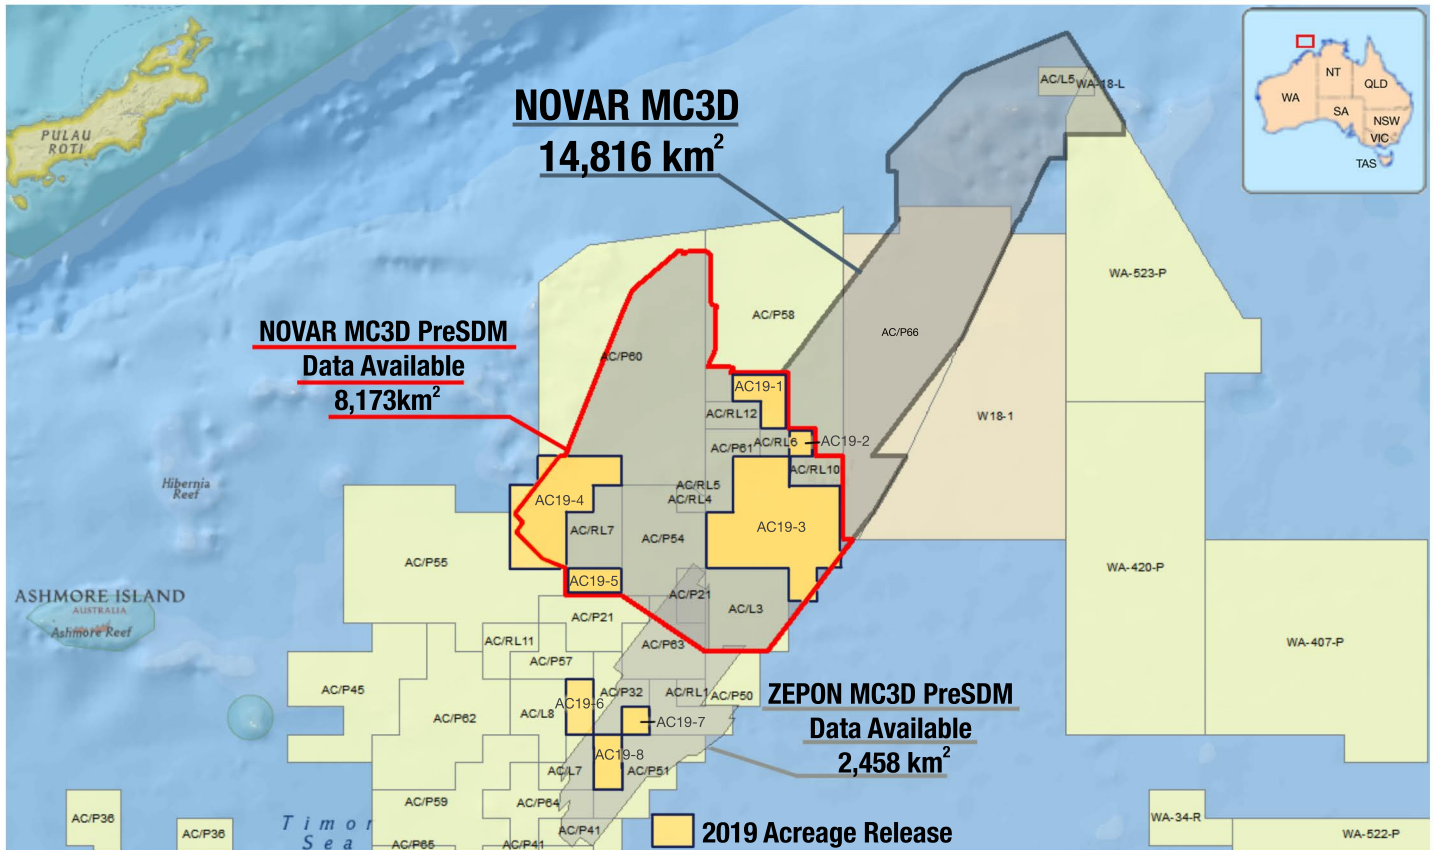 NOVAR MC3D
14,816 km²
NOVAR MC3D PreSDM
Data Available
8,173km²
ZEPON MC3D PreSDM
Data Available
2,458 km²
2019 Acreage Release
PULAU
ROTI
Hibernia
Reef
ASHMORE ISLAND
AUSTRALIA
Ashmore Reef
Timor
Sea
NT
QLD
WA
SA
NSW
VIC
TAS
AC/L5
WA-18-L
WA-523-P
AC/P58
AC/P66
AC/P60
W18-1
AC19-1
AC/RL12
AC/P61
AC/RL6
AC19-2
AC/RL10
AC/RL5
AC/RL4
AC19-4
AC/RL7
AC/P54
AC19-3
AC/P55
WA-420-P
AC19-5
AC/P21
AC/L3
AC/P21
AC/RL11
AC/P63
WA-407-P
AC/P57
AC/P45
AC19-6
AC/P32
AC/RL1
AC/P50
AC/P62
AC/L8
AC19-7
AC19-8
AC/L7
AC/P51
AC/P59
AC/P64
AC/P36
AC/P36
AC/P41
AC/P65
AC/P41
WA-34-R
WA-522-P